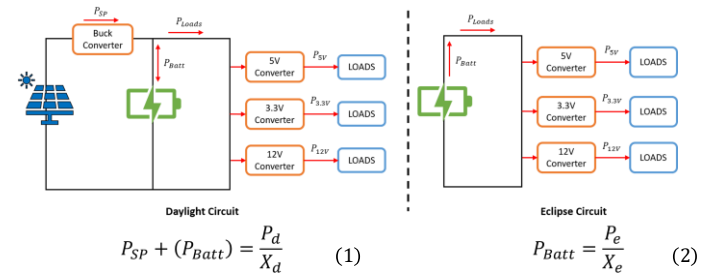 P_SP
Buck
Converter
P_Loads
P_Batt
5V
Converter
P_5V
LOADS
3.3V
Converter
P_3.3V
LOADS
12V
Converter
P_12V
LOADS
Daylight Circuit
P_SP + (P_Batt) = P_d / X_d (1)
P_Loads
P_Batt
5V
Converter
P_5V
LOADS
3.3V
Converter
P_3.3V
LOADS
12V
Converter
P_12V
LOADS
Eclipse Circuit
P_Batt = P_e / X_e (2)